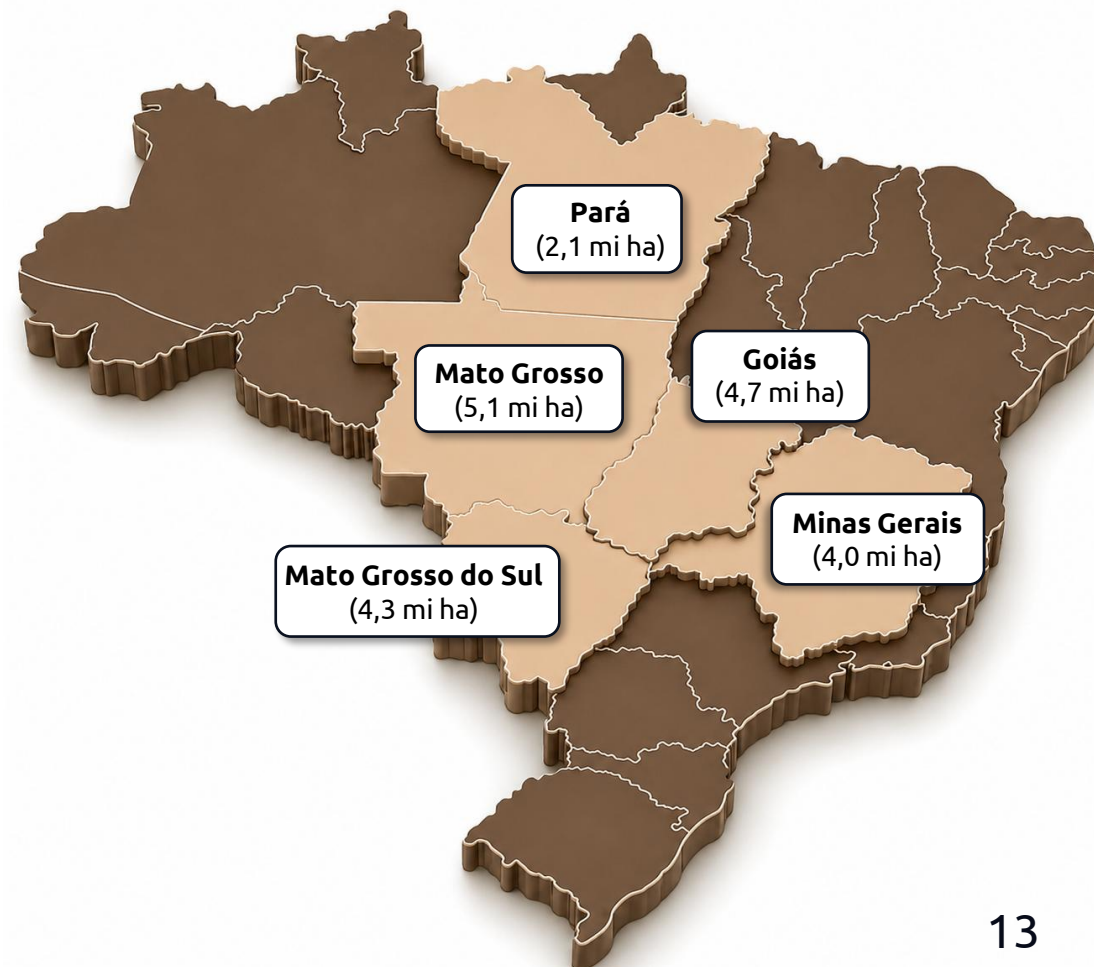 Pará
(2,1 mi ha)
Mato Grosso
(5,1 mi ha)
Goiás
(4,7 mi ha)
Minas Gerais
(4,0 mi ha)
Mato Grosso do Sul
(4,3 mi ha)
13